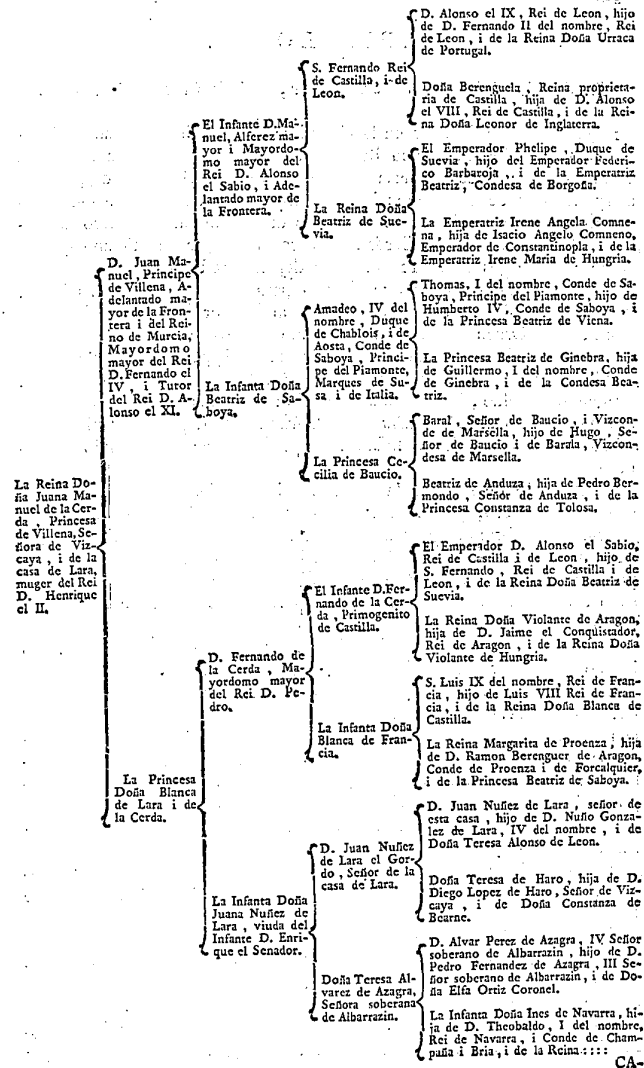 La Reina Do-
ña Juana Ma-
nuel de la Cer-
da , Princesa
de Villena, Se-
ñora de Viz-
caya , i de la
casa de Lara,
muger del Rei
D. Henrique
el II.
D. Juan Ma-
nuel, Principe
de Villena, A-
delantado ma-
yor de la Fron-
tera i del Rei-
no de Murcia,
Mayordomo
mayor del Rei
D. Fernando el
IV , i Tutor
del Rei D. A-
lonso el XI.
La Princesa
Doña Blanca
de Lara i de
la Cerda.
El Infante D. Ma-
nuel, Alferez ma-
yor i Mayordo-
mo mayor del
Rei D. Alonso
el Sabio, i Ade-
lantado mayor de
la Frontera.
La Infanta Doña
Beatriz de Sa-
boya.
D. Fernando de
la Cerda , Ma-
yordomo mayor
del Rei D. Pe-
dro.
La Infanta Doña
Juana Nuñez de
Lara , viuda del
Infante D. Enri-
que el Senador.
S. Fernando Rei
de Castilla, i de
Leon.
La Reina Doña
Beatriz de Sue-
via.
Amadeo, IV del
nombre, Duque
de Chablois, i de
Aosta, Conde de
Saboya , Princi-
pe del Piamonte,
Marques de Su-
sa i de Italia.
La Princesa Ce-
cilia de Baucio.
El Infante D. Fer-
nando de la Cer-
da , Primogenito
de Castilla.
La Infanta Doña
Blanca de Fran-
cia.
D. Juan Nuñez
de Lara el Gor-
do , Señor de la
casa de Lara.
Doña Teresa Al-
varez de Azagra,
Señora soberana
de Albarrazin.
D. Alonso el IX , Rei de Leon, hijo
de D. Fernando II del nombre, Rei
de Leon, i de la Reina Doña Urraca
de Portugal.
Doña Berenguela , Reina proprieta-
ria de Castilla , hija de D. Alonso
el VIII, Rei de Castilla, i de la Rei-
na Doña Leonor de Inglaterra.
El Emperador Phelipe , Duque de
Suevia , hijo del Emperador Federi-
co Barbaroja , i de la Emperatriz
Beatriz, Condesa de Borgoña.
La Emperatriz Irene Angela Comne-
na, hija de Isacio Angelo Comneno,
Emperador de Constantinopla , i de la
Emperatriz Irene Maria de Hungria.
Thomas, I del nombre, Conde de Sa-
boya, Principe del Piamonte, hijo de
Humberto IV, Conde de Saboya , i
de la Princesa Beatriz de Viena.
La Princesa Beatriz de Ginebra, hija
de Guillermo, I del nombre, Conde
de Ginebra , i de la Condesa Bea-
triz.
Baral , Señor de Baucio , i Vizcon-
de de Marsella, hijo de Hugo, Se-
ñor de Baucio i de Barala, Vizcon-
desa de Marsella.
Beatriz de Anduza, hija de Pedro Ber-
mondo , Señor de Anduza , i de la
Princesa Constanza de Tolosa.
El Emperador D. Alonso el Sabio,
Rei de Castilla i de Leon , hijo de
S. Fernando , Rei de Castilla i de
Leon, i de la Reina Doña Beatriz de
Suevia.
La Reina Doña Violante de Aragon,
hija de D. Jaime el Conquistador,
Rei de Aragon , i de la Reina Doña
Violante de Hungria.
S. Luis IX del nombre, Rei de Fran-
cia, hijo de Luis VIII Rei de Fran-
cia, i de la Reina Doña Blanca de
Castilla.
La Reina Margarita de Proenza, hija
de D. Ramon Berenguer de Aragon,
Conde de Proenza i de Forcalquier,
i de la Princesa Beatriz de Saboya.
D. Juan Nuñez de Lara , señor de
esta casa , hijo de D. Nuño Gonza-
lez de Lara, IV del nombre , i de
Doña Teresa Alonso de Leon.
Doña Teresa de Haro, hija de D.
Diego Lopez de Haro, Señor de Viz-
caya , i de Doña Constanza de
Bearne.
D. Alvar Perez de Azagra, IV Señor
soberano de Albarrazin , hijo de D.
Pedro Fernandez de Azagra , III Se-
ñor soberano de Albarrazin, i de Do-
ña Elfa Ortiz Coronel.
La Infanta Doña Ines de Navarra, hi-
ja de D. Theobaldo, I del nombre,
Rei de Navarra, i Conde de Cham-
paña i Bria, i de la Reina::::
CA-